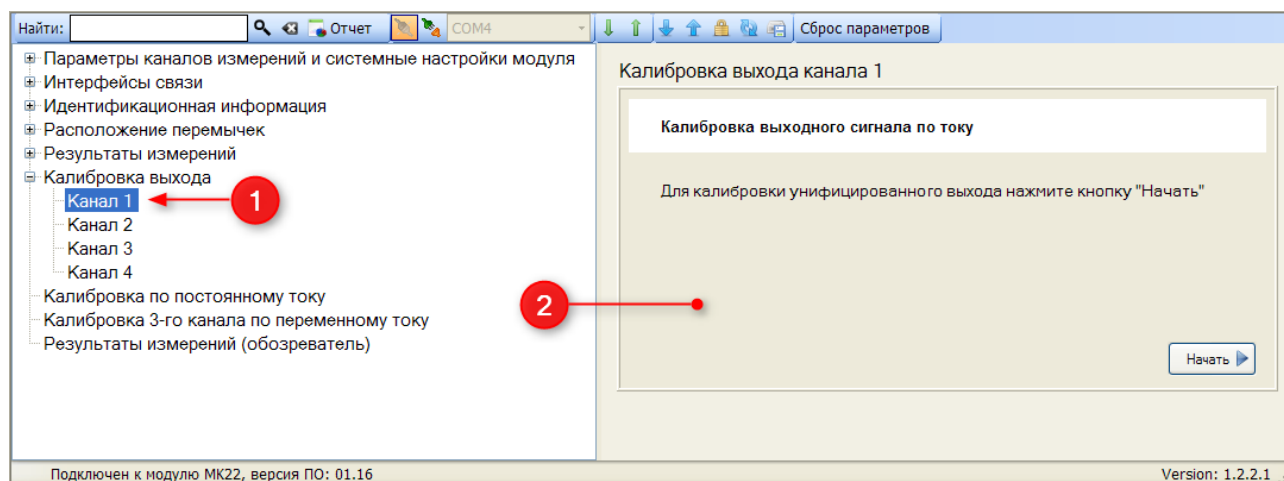 Найти: Отчет COM4 Сброс параметров
Параметры каналов измерений и системные настройки модуля
Интерфейсы связи
Идентификационная информация
Расположение перемычек
Результаты измерений
Калибровка выхода
Канал 1
1
Канал 2
Канал 3
Канал 4
Калибровка по постоянному току
Калибровка 3-го канала по переменному току
Результаты измерений (обозреватель)
Калибровка выхода канала 1
Калибровка выходного сигнала по току
Для калибровки унифицированного выхода нажмите кнопку "Начать"
2
Начать
Подключен к модулю МК22, версия ПО: 01.16
Version: 1.2.2.1